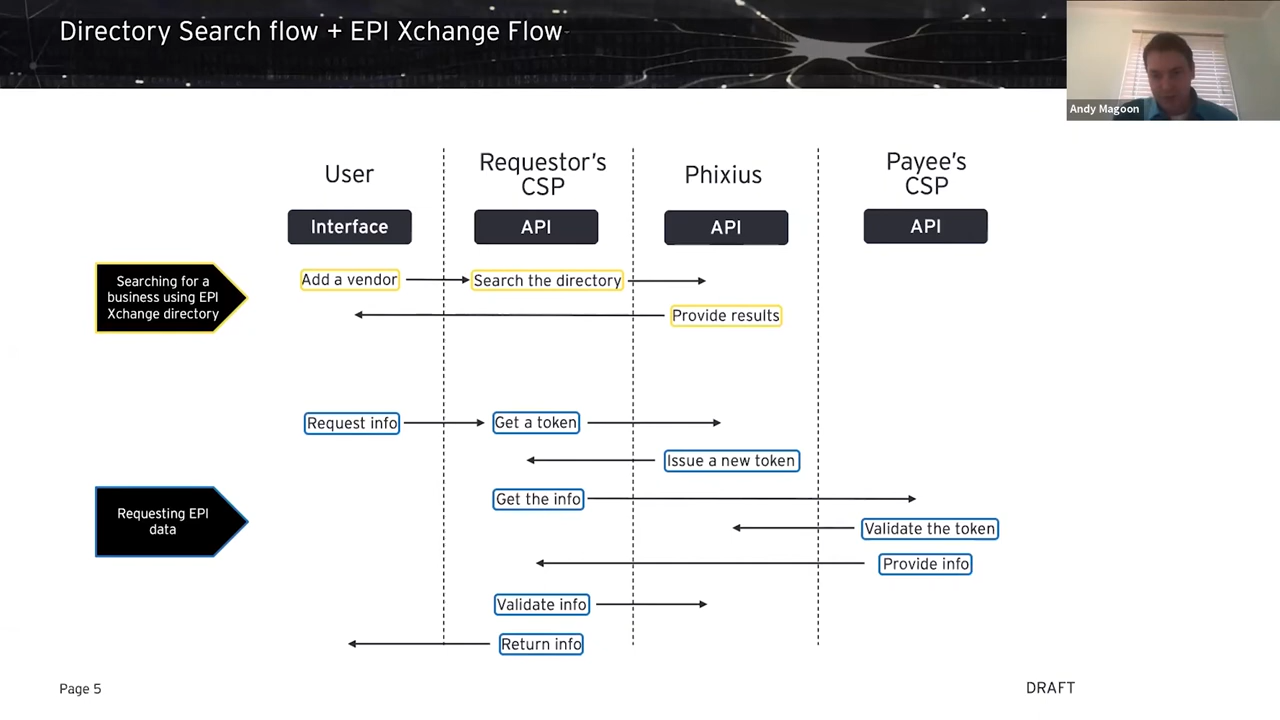 Directory Search flow + EPI Xchange Flow
Andy Magoon
User
Requestor's
CSP
Phixius
Payee's
CSP
Interface
API
API
API
Searching for a
business using EPI
Xchange directory
Add a vendor
Search the directory
Provide results
Request info
Get a token
Issue a new token
Requesting EPI
data
Get the info
Validate the token
Provide info
Validate info
Return info
Page 5
DRAFT